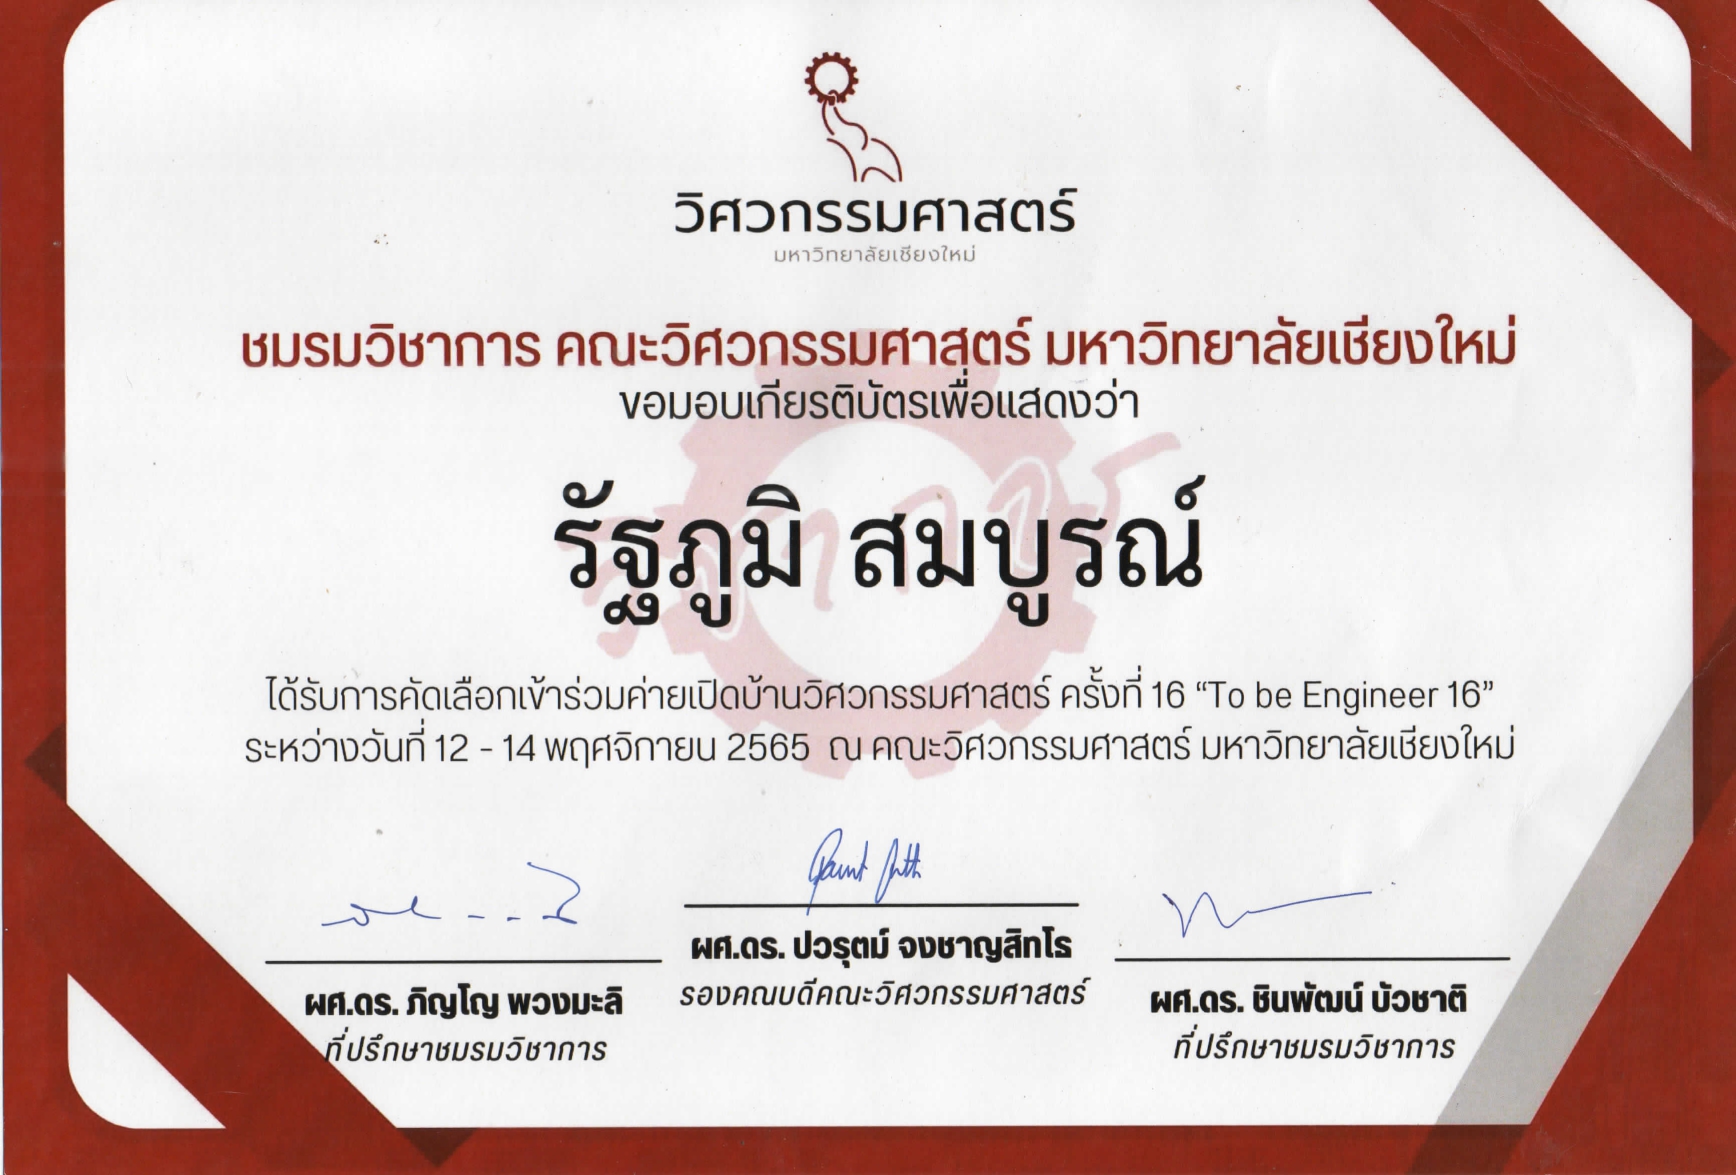 วิศวกรรมศาสตร์
มหาวิทยาลัยเชียงใหม่
ชมรมวิชาการ คณะวิศวกรรมศาสตร์ มหาวิทยาลัยเชียงใหม่
ขอมอบเกียรติบัตรเพื่อแสดงว่า
รัฐภูมิ สมบูรณ์
ได้รับการคัดเลือกเข้าร่วมค่ายเปิดบ้านวิศวกรรมศาสตร์ ครั้งที่ 16 “To be Engineer 16”
ระหว่างวันที่ 12 - 14 พฤศจิกายน 2565 ณ คณะวิศวกรรมศาสตร์ มหาวิทยาลัยเชียงใหม่
ผศ.ดร. ภิญโญ พวงมะลิ
ที่ปรึกษาชมรมวิชาการ
ผศ.ดร. ปวรุตม์ จงชาญสิทโธ
รองคณบดีคณะวิศวกรรมศาสตร์
ผศ.ดร. ชินพัฒน์ บัวชาติ
ที่ปรึกษาชมรมวิชาการ